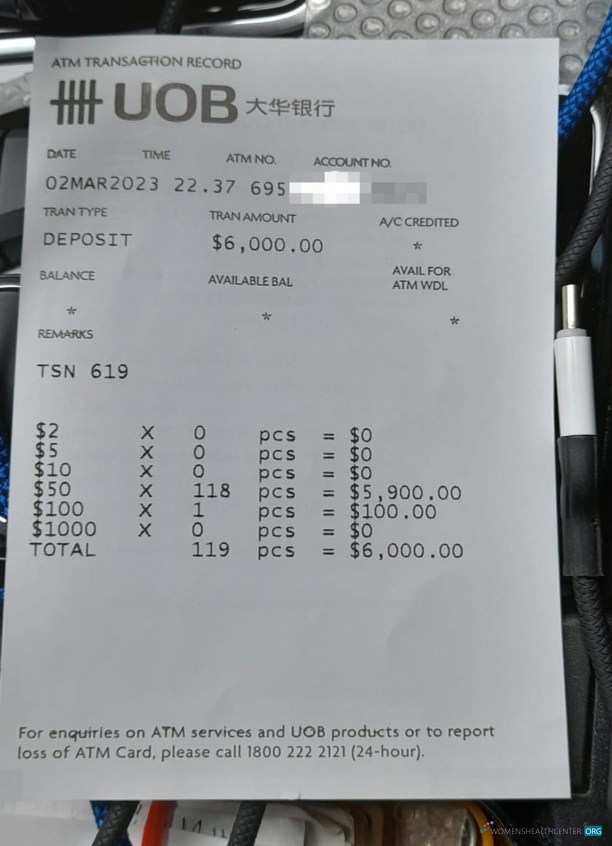 ATM TRANSACTION RECORD
UOB 大华银行
DATE TIME ATM NO. ACCOUNT NO.
02MAR2023 22.37 695
TRAN TYPE TRAN AMOUNT A/C CREDITED
DEPOSIT $6,000.00 *
BALANCE AVAILABLE BAL AVAIL FOR
ATM WDL
* * *
REMARKS
TSN 619
$2 X 0 pcs = $0
$5 X 0 pcs = $0
$10 X 0 pcs = $0
$50 X 118 pcs = $5,900.00
$100 X 1 pcs = $100.00
$1000 X 0 pcs = $0
TOTAL 119 pcs = $6,000.00
For enquiries on ATM services and UOB products or to report
loss of ATM Card, please call 1800 222 2121 (24-hour).
WOMENSHEALTHCENTER.ORG